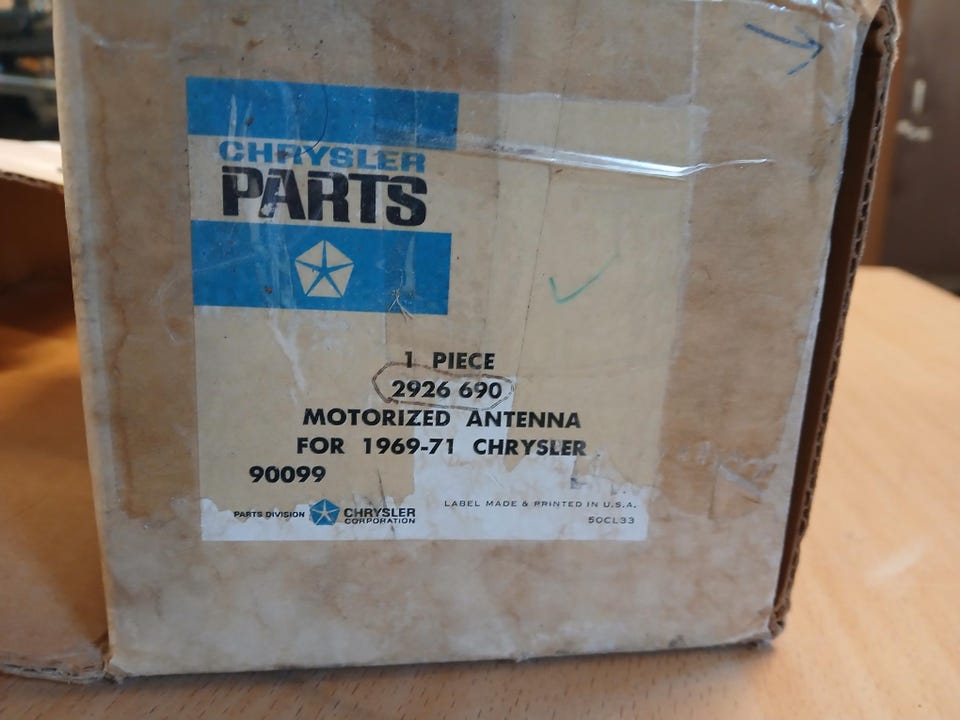 CHRYSLER
PARTS
1 PIECE
2926 690
MOTORIZED ANTENNA
FOR 1969-71 CHRYSLER
90099
PARTS DIVISION CHRYSLER CORPORATION
LABEL MADE & PRINTED IN U.S.A.
50CL33